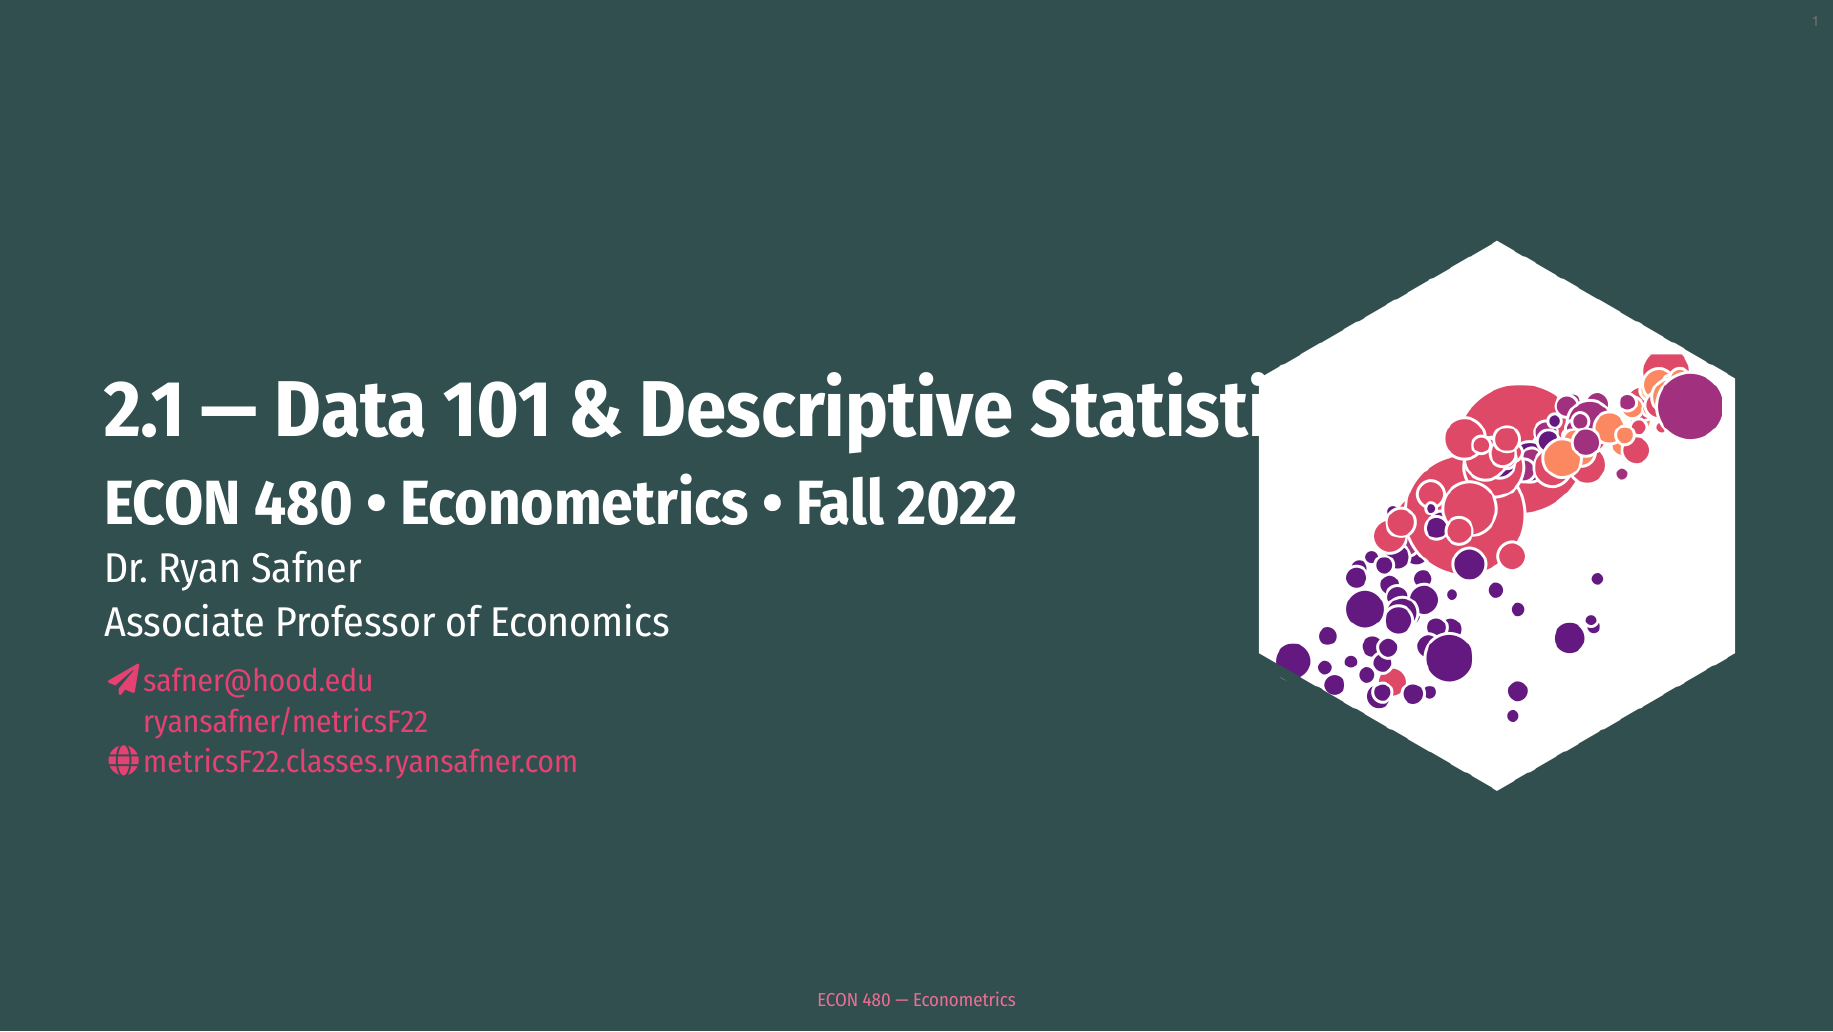 1
2.1 — Data 101 & Descriptive Statisti
ECON 480 • Econometrics • Fall 2022
Dr. Ryan Safner
Associate Professor of Economics
safner@hood.edu
ryansafner/metricsF22
metricsF22.classes.ryansafner.com
ECON 480 — Econometrics